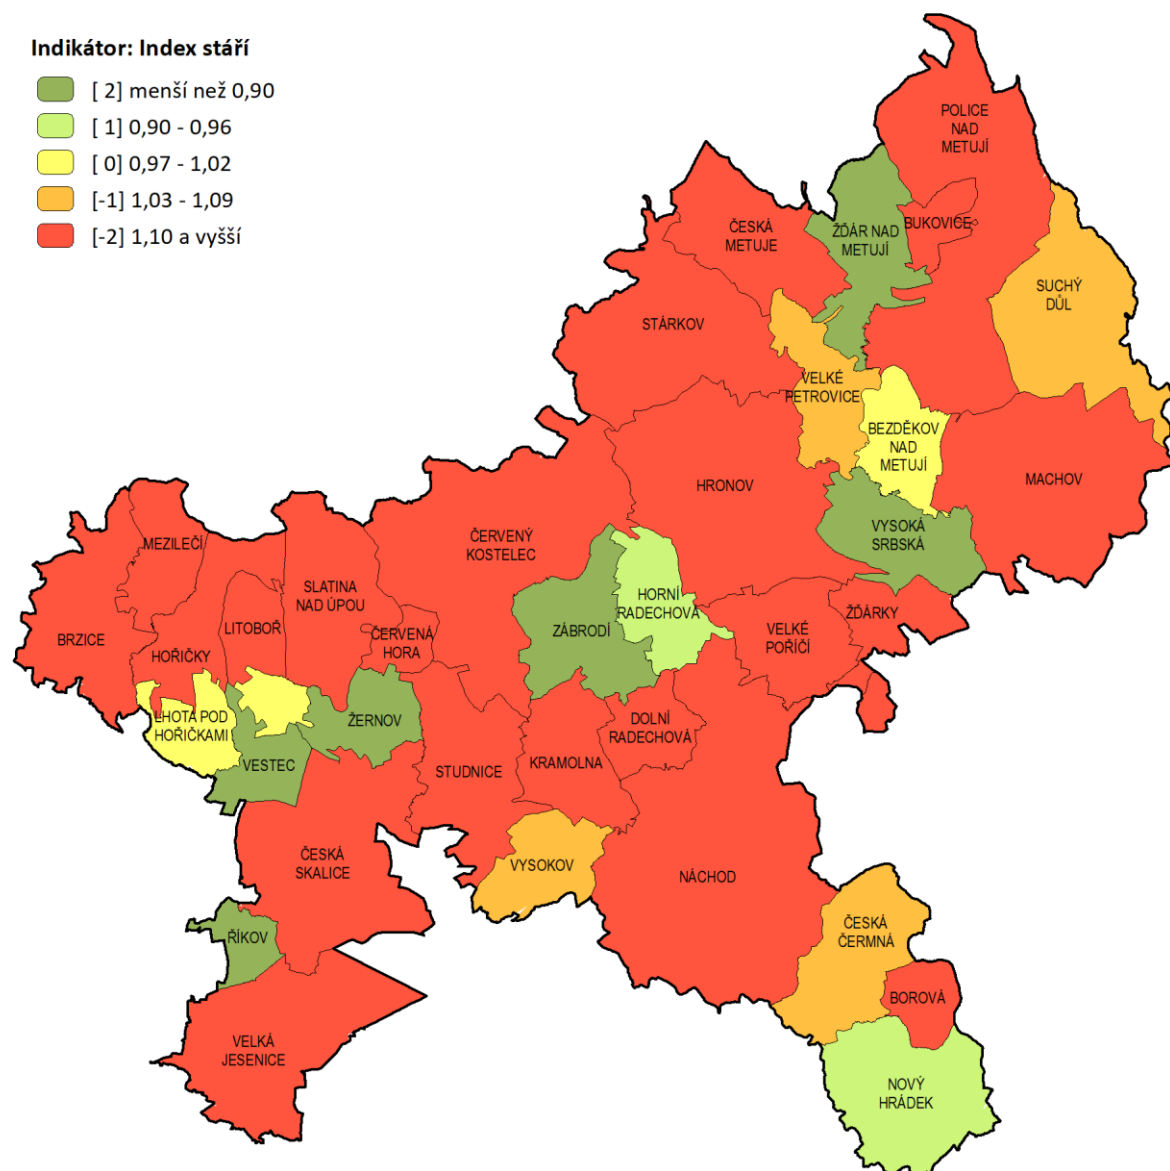 Indikátor: Index stáří
[ 2] menší než 0,90
[ 1] 0,90 - 0,96
[ 0] 0,97 - 1,02
[-1] 1,03 - 1,09
[-2] 1,10 a vyšší
POLICE
NAD
METUJÍ
ČESKÁ
METUJE
ŽĎÁR NAD
METUJÍ
BUKOVICE
SUCHÝ
DŮL
STÁRKOV
VELKÉ
PETROVICE
BEZDĚKOV
NAD
METUJÍ
MACHOV
HRONOV
VYSOKÁ
SRBSKÁ
ČERVENÝ
KOSTELEC
MEZILEČÍ
SLATINA
NAD ÚPOU
HORNÍ
RADECHOVÁ
ŽĎÁRKY
BRZICE
LITOBOŘ
ZÁBRODÍ
VELKÉ
POŘÍČÍ
HOŘIČKY
ČERVENÁ
HORA
LHOTA POD
HOŘIČKAMI
ŽERNOV
DOLNÍ
RADECHOVÁ
VESTEC
STUDNICE
KRAMOLNA
ČESKÁ
SKALICE
VYSOKOV
NÁCHOD
ŘÍKOV
ČESKÁ
ČERMNÁ
BOROVÁ
VELKÁ
JESENICE
NOVÝ
HRÁDEK